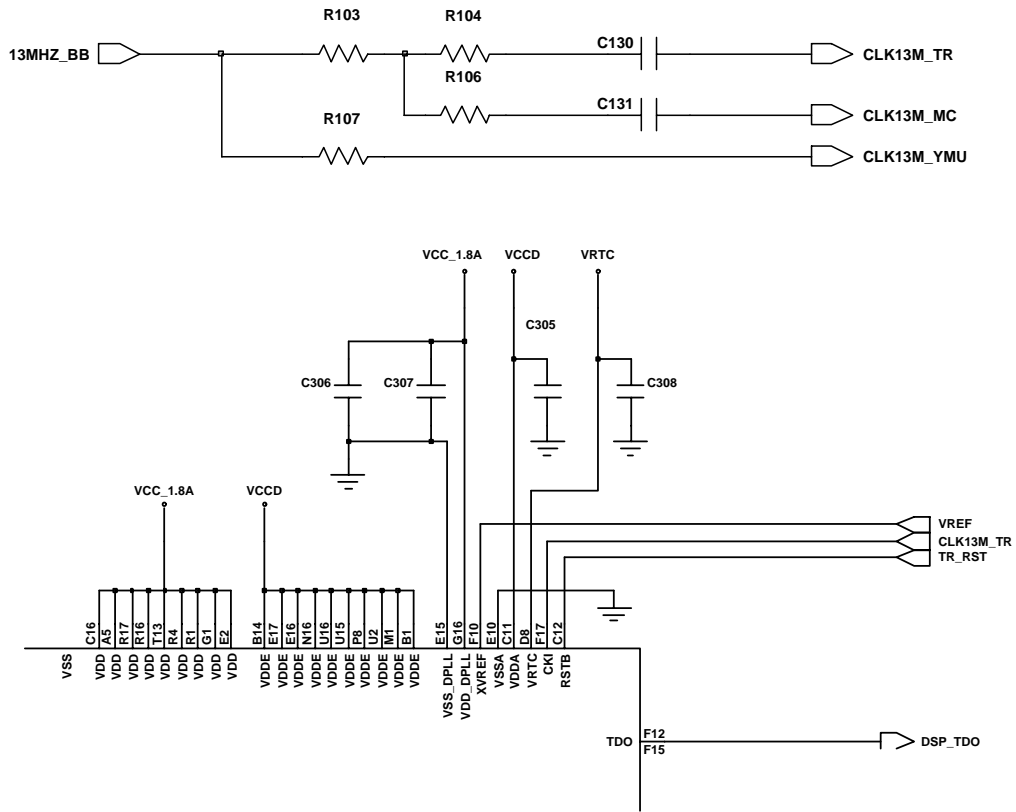 R103
R104
13MHZ_BB
C130
CLK13M_TR
R106
C131
CLK13M_MC
R107
CLK13M_YMU
VCC_1.8A
VCCD
VRTC
C305
C306
C307
C308
VCC_1.8A
VCCD
VREF
CLK13M_TR
TR_RST
C16
A5
R17
R16
T13
R4
R1
G1
E2
B14
E17
E16
N16
U16
U15
P8
U2
M1
B1
E15
G16
F10
E10
C11
D8
F17
C12
VSS
VDD
VDD
VDD
VDD
VDD
VDD
VDD
VDD
VDD
VDDE
VDDE
VDDE
VDDE
VDDE
VDDE
VDDE
VDDE
VDDE
VDDE
VSS_DPLL
VDD_DPLL
XVREF
VSSA
VDDA
VRTC
CKI
RSTB
TDO
F12
F15
DSP_TDO